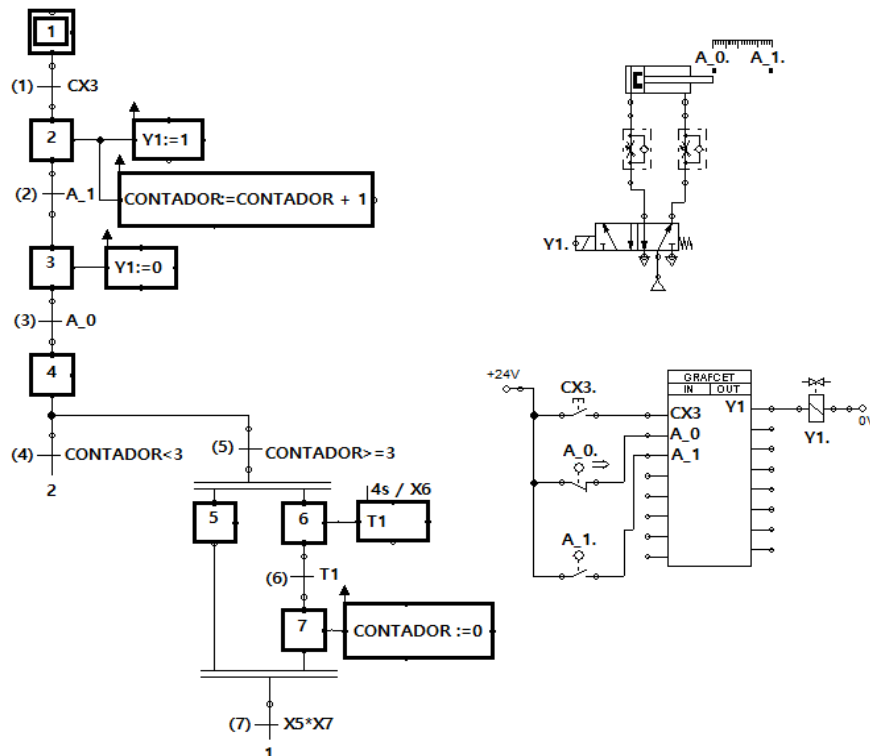 1
(1) CX3
2
Y1:=1
(2) A_1
CONTADOR:=CONTADOR + 1
3
Y1:=0
(3) A_0
4
(4) CONTADOR<3
2
(5) CONTADOR>=3
5
6
4s / X6
T1
(6) T1
7
CONTADOR :=0
(7) X5*X7
1
A_0. A_1.
Y1.
+24V
CX3.
GRAFCET
IN OUT
CX3 Y1
A_0
A_1
A_0.
A_1.
Y1.
0V